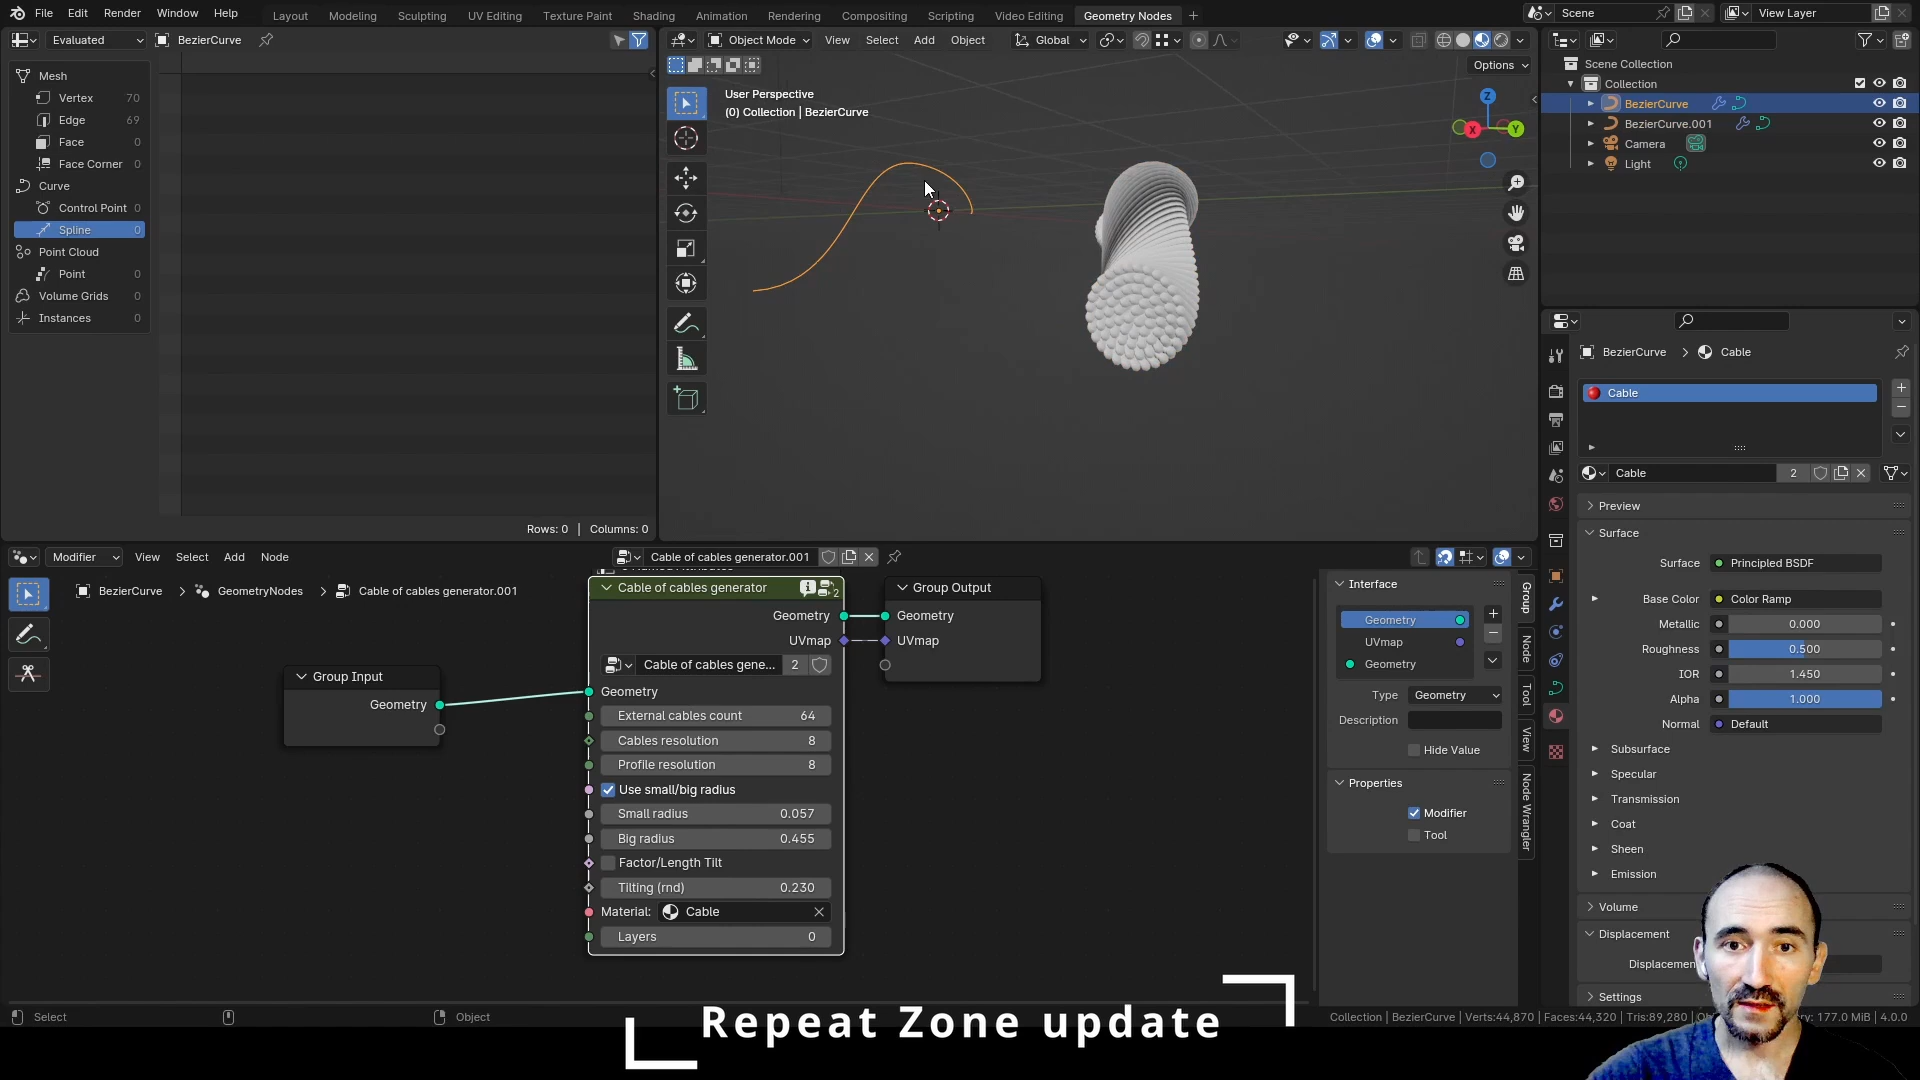 File Edit Render Window Help Layout Modeling Sculpting UV Editing Texture Paint Shading Animation Rendering Compositing Scripting Video Editing Geometry Nodes + Scene View Layer
Evaluated BezierCurve
Object Mode View Select Add Object Global
Options
Mesh
Vertex 70
Edge 69
Face 0
Face Corner 0
Curve
Control Point 0
Spline 0
Point Cloud
Point 0
Volume Grids 0
Instances 0
Rows: 0 | Columns: 0
User Perspective
(0) Collection | BezierCurve
Z
X
Y
Scene Collection
Collection
BezierCurve
BezierCurve.001
Camera
Light
BezierCurve > Cable
Cable
Cable 2
Preview
Surface
Surface Principled BSDF
Base Color Color Ramp
Metallic 0.000
Roughness 0.500
IOR 1.450
Alpha 1.000
Normal Default
Subsurface
Specular
Transmission
Coat
Sheen
Emission
Volume
Displacement
Displacemen
Settings
Modifier View Select Add Node Cable of cables generator.001
BezierCurve > GeometryNodes > Cable of cables generator.001
Group Input
Geometry
Cable of cables generator 2
Geometry
UVmap
Cable of cables gene... 2
Geometry
External cables count 64
Cables resolution 8
Profile resolution 8
Use small/big radius
Small radius 0.057
Big radius 0.455
Factor/Length Tilt
Tilting (rnd) 0.230
Material: Cable
Layers 0
Group Output
Geometry
UVmap
Interface
Geometry
UVmap
Geometry
Type Geometry
Description
Hide Value
Properties
Modifier
Tool
Group
Node
Tool
View
Node Wrangler
Repeat Zone update
Select Object Collection | BezierCurve | Verts:44,870 | Faces:44,320 | Tris:89,280 177.0 MiB | 4.0.0